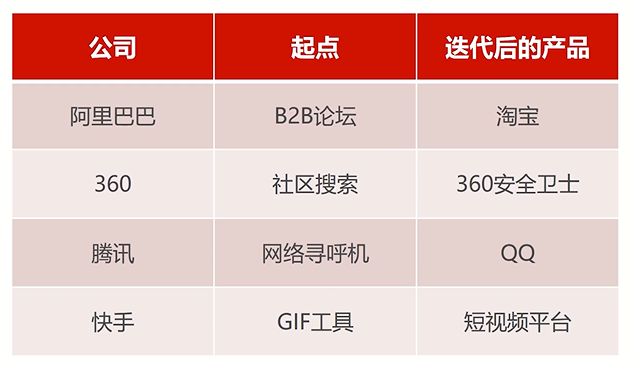 公司 起点 迭代后的产品
阿里巴巴 B2B论坛 淘宝
360 社区搜索 360安全卫士
腾讯 网络寻呼机 QQ
快手 GIF工具 短视频平台